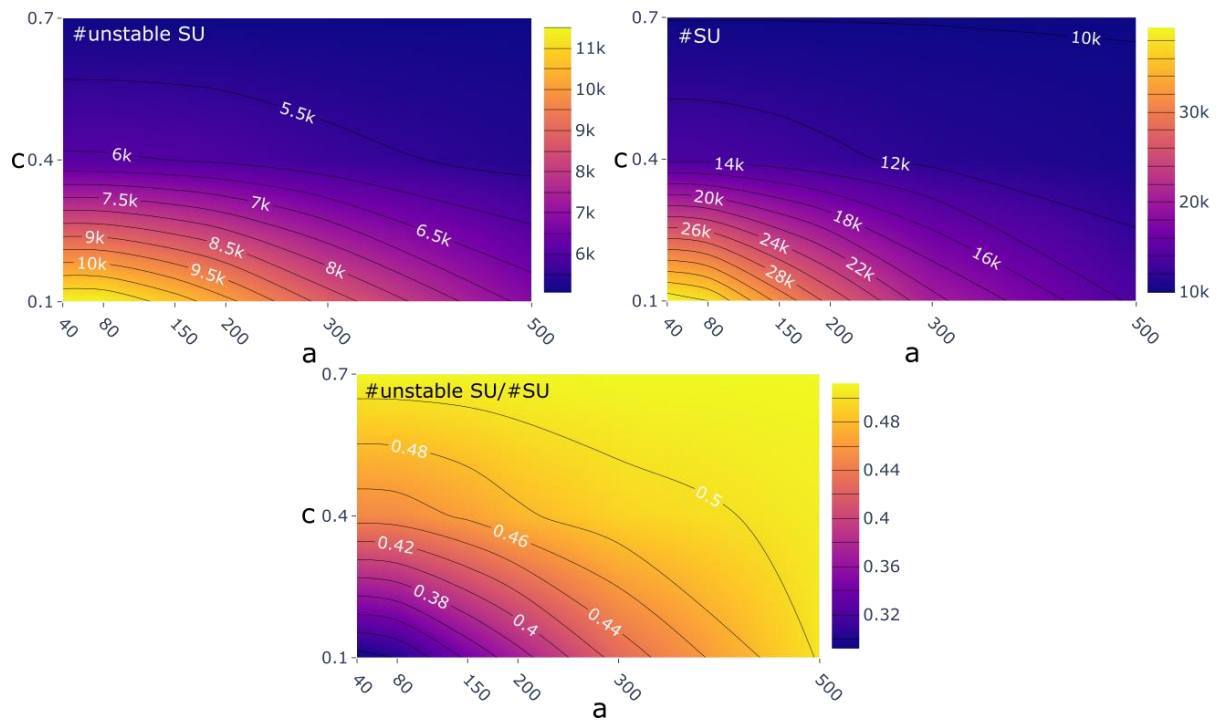 #unstable SU
0.7
0.4
0.1
c
5.5k
6k
7.5k
7k
6.5k
9k
8.5k
8k
10k
9.5k
40
80
150
200
300
500
a
11k
10k
9k
8k
7k
6k
#SU
0.7
0.4
0.1
c
10k
14k
12k
20k
18k
16k
26k
24k
22k
28k
40
80
150
200
300
500
a
30k
20k
10k
#unstable SU/#SU
0.7
0.4
0.1
c
0.48
0.5
0.46
0.42
0.38
0.4
0.44
40
80
150
200
300
500
a
0.48
0.44
0.4
0.36
0.32